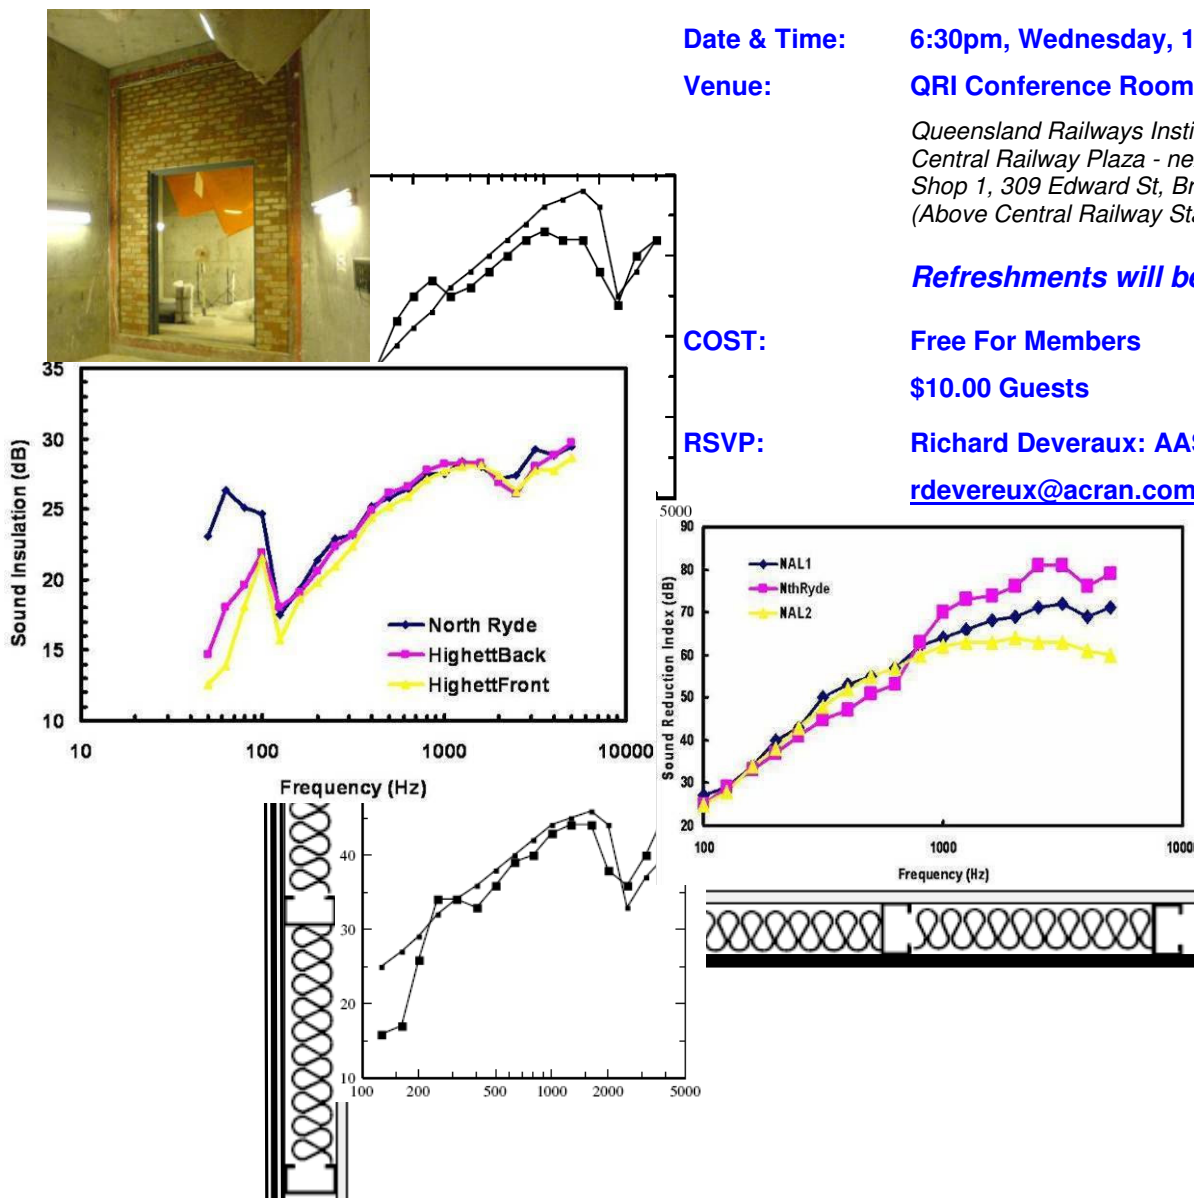 Date & Time: 6:30pm, Wednesday, 1
Venue: QRI Conference Room
Queensland Railways Insti
Central Railway Plaza - ne
Shop 1, 309 Edward St, Br
(Above Central Railway Sta
Refreshments will be
COST: Free For Members
$10.00 Guests
RSVP: Richard Deveraux: AAS
rdevereux@acran.com
5000
35
30
25
20
15
10
Sound Insulation (dB)
North Ryde
HighettBack
HighettFront
10 100 1000 10000
Frequency (Hz)
90
80
70
60
50
40
30
20
Sound Reduction Index (dB)
NAL1
NthRyde
NAL2
100 1000 10000
Frequency (Hz)
40
30
20
10
100 200 500 1000 2000 5000